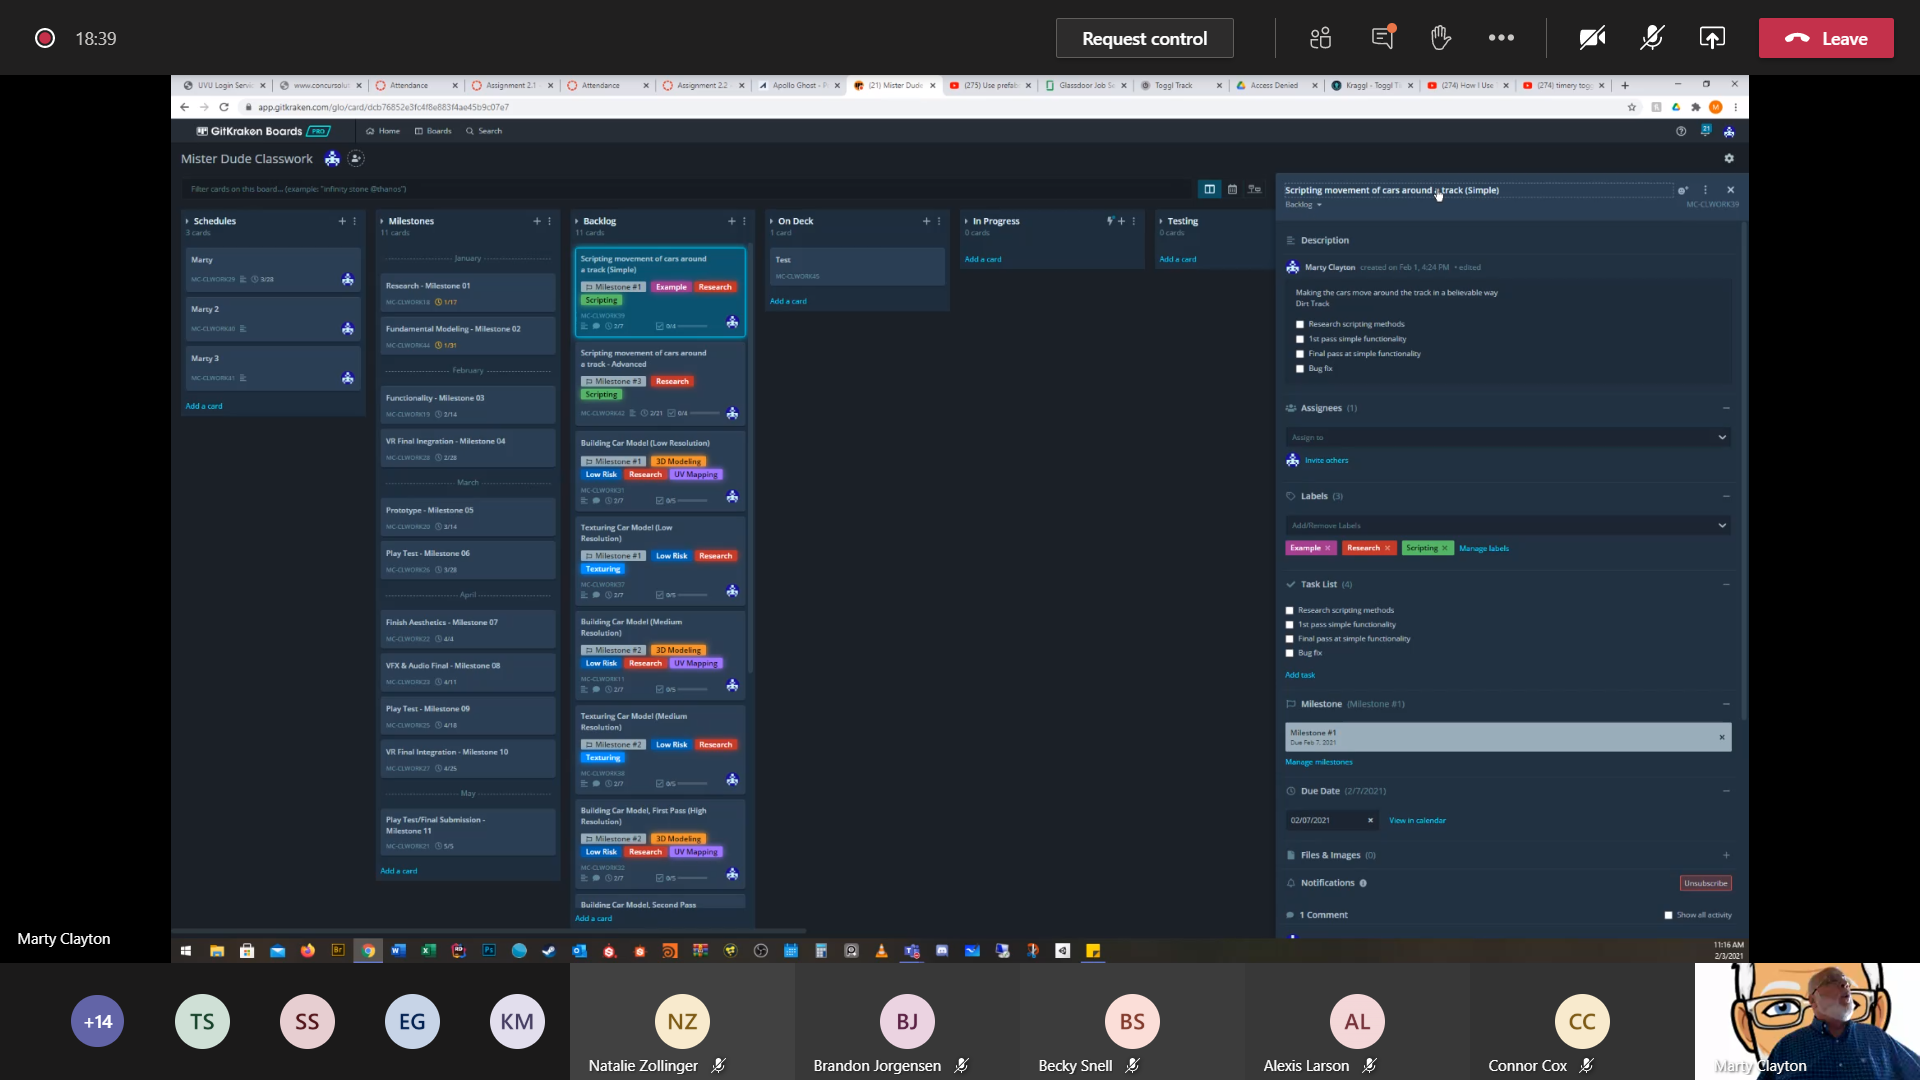 18:39
Request control
Leave
UVU Login Servi
www.concursolut
Attendance
Assignment 2.1
Attendance
Assignment 2.2
Apollo Ghost - P
(21) Mister Dude
(275) Use prefab
Glassdoor Job Se
Toggl Track
Access Denied
Kraggl - Toggl T
(274) How I Use
(274) timery tog
app.gitkraken.com/glo/card/dcb76852e3fc4f8e883f4ae45b9c07e7
GitKraken Boards PRO
Home
Boards
Search
21
Mister Dude Classwork
Filter cards on this board... (example: "infinity stone @thanos")
Schedules
3 cards
Marty
MC-CLWORK29 3/28
Marty 2
MC-CLWORK40
Marty 3
MC-CLWORK41
Add a card
Milestones
11 cards
January
Research - Milestone 01
MC-CLWORK18 1/17
Fundamental Modeling - Milestone 02
MC-CLWORK44 1/31
February
Functionality - Milestone 03
MC-CLWORK19 2/14
VR Final Inegration - Milestone 04
MC-CLWORK28 2/28
March
Prototype - Milestone 05
MC-CLWORK20 3/14
Play Test - Milestone 06
MC-CLWORK26 3/28
April
Finish Aesthetics - Milestone 07
MC-CLWORK22 4/4
VFX & Audio Final - Milestone 08
MC-CLWORK23 4/11
Play Test - Milestone 09
MC-CLWORK25 4/18
VR Final Integration - Milestone 10
MC-CLWORK27 4/25
May
Play Test/Final Submission -
Milestone 11
MC-CLWORK21 5/5
Add a card
Backlog
11 cards
Scripting movement of cars around
a track (Simple)
Milestone #1 Example Research
Scripting
MC-CLWORK39
2/7 0/4
Scripting movement of cars around
a track - Advanced
Milestone #3 Research
Scripting
MC-CLWORK42 2/21 0/4
Building Car Model (Low Resolution)
Milestone #1 3D Modeling
Low Risk Research UV Mapping
MC-CLWORK31
2/7 0/5
Texturing Car Model (Low
Resolution)
Milestone #1 Low Risk Research
Texturing
MC-CLWORK37
2/7 0/5
Building Car Model (Medium
Resolution)
Milestone #2 3D Modeling
Low Risk Research UV Mapping
MC-CLWORK11
2/7 0/5
Texturing Car Model (Medium
Resolution)
Milestone #2 Low Risk Research
Texturing
MC-CLWORK38
2/7 0/5
Building Car Model, First Pass (High
Resolution)
Milestone #2 3D Modeling
Low Risk Research UV Mapping
2/7 0/5
Building Car Model, Second Pass
Add a card
On Deck
1 card
Test
MC-CLWORK45
Add a card
In Progress
0 cards
Add a card
Testing
0 cards
Add a card
Scripting movement of cars around a track (Simple)
Backlog
MC-CLWORK39
Description
Marty Clayton created on Feb 1, 4:24 PM • edited
Making the cars move around the track in a believable way
Dirt Track
Research scripting methods
1st pass simple functionality
Final pass at simple functionality
Bug fix
Assignees (1)
Assign to
Invite others
Labels (3)
Add/Remove Labels
Example Research Scripting Manage labels
Task List (4)
Research scripting methods
1st pass simple functionality
Final pass at simple functionality
Bug fix
Add task
Milestone (Milestone #1)
Milestone #1
Due Feb 7, 2021
Manage milestones
Due Date (2/7/2021)
02/07/2021
View in calendar
Files & Images (0)
Notifications
Unsubscribe
1 Comment
Show all activity
Marty Clayton
11:16 AM
2/3/2021
+14
TS
SS
EG
KM
NZ
Natalie Zollinger
BJ
Brandon Jorgensen
BS
Becky Snell
AL
Alexis Larson
CC
Connor Cox
Marty Clayton